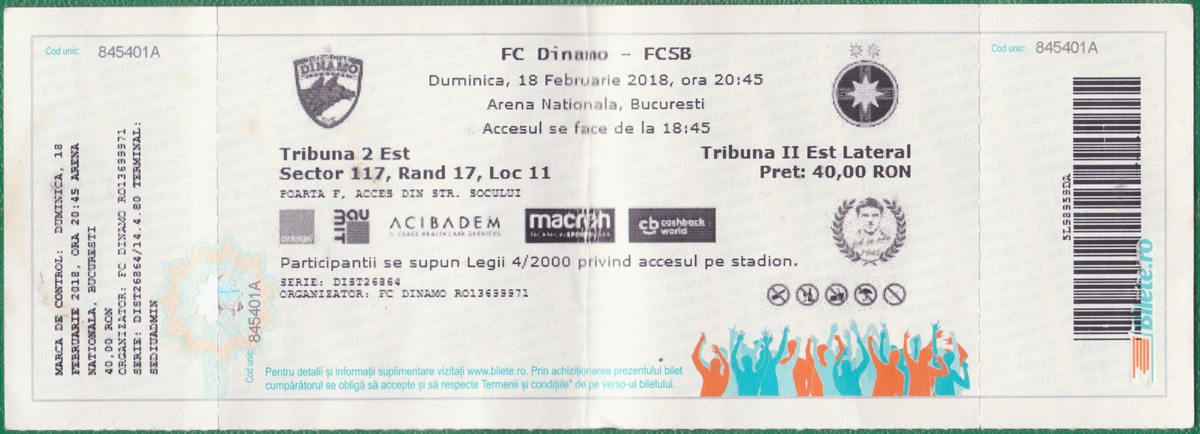 Cod unic: 845401A
MARCA DE CONTROL: DUMINICA, 18
FEBRUARIE 2018, ORA 20:45 ARENA
NATIONALA, BUCURESTI
40.00 RON
ORGANIZATOR: FC DINAMO RO13699971
SERIE: DIST26864/14.4.80 TERMINAL:
SEDIUADMIN
Cod unic: 845401A
DINAMO
FC Dinamo - FCSB
Duminica, 18 Februarie 2018, ora 20:45
Arena Nationala, Bucuresti
Accesul se face de la 18:45
Tribuna 2 Est
Sector 117, Rand 17, Loc 11
POARTA F, ACCES DIN STR. SOCULUI
Tribuna II Est Lateral
Pret: 40,00 RON
ACIBADEM
macron
cb cashback
world
Participantii se supun Legii 4/2000 privind accesul pe stadion.
SERIE: DIST26864
ORGANIZATOR: FC DINAMO RO13699971
Pentru detalii și informații suplimentare vizitați www.bilete.ro. Prin achiziționarea prezentului bilet
cumpărătorul se obligă să accepte și să respecte Termenii și condițiile* de pe verso-ul biletului.
Cod unic: 845401A
bilete.ro